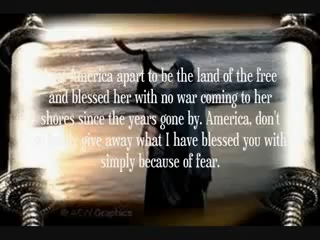 America apart to be the land of the free
and blessed her with no war coming to her
shores since the years gone by. America, don't
give away what I have blessed you with
simply because of fear.
© AEW Graphics